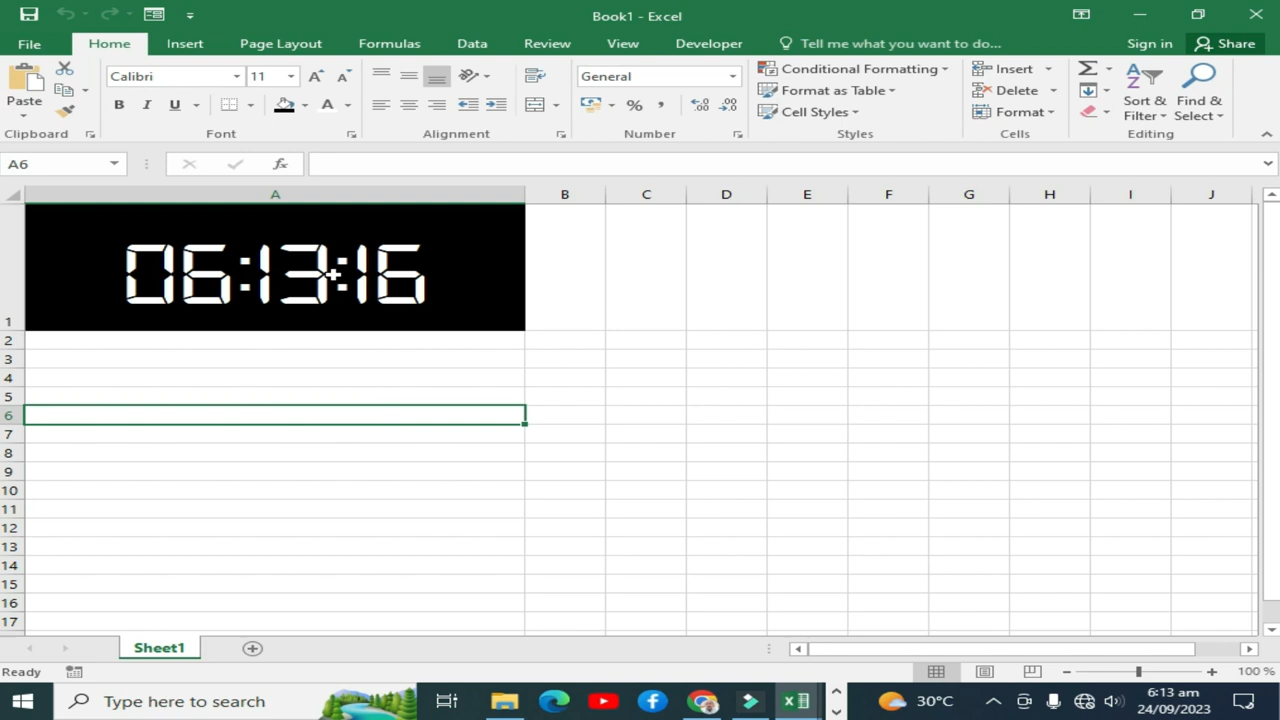 Book1 - Excel
File Home Insert Page Layout Formulas Data Review View Developer Tell me what you want to do... Sign in Share
Calibri 11 A A General Conditional Formatting Insert Σ
Paste B I U A % , Format as Table Delete Sort & Filter Find & Select
Cell Styles Format
Clipboard Font Alignment Number Styles Cells Editing
A6 fx
A B C D E F G H I J
06:13:16
1
2
3
4
5
6
7
8
9
10
11
12
13
14
15
16
17
Sheet1
Ready 100 %
Type here to search 30°C 6:13 am
24/09/2023